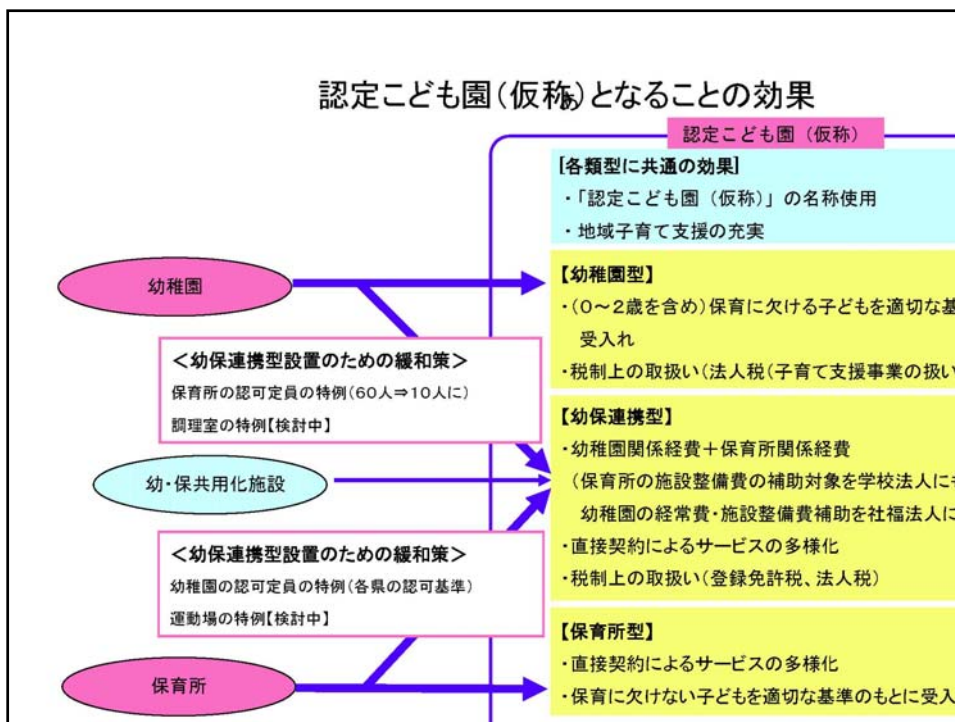 認定こども園(仮称)となることの効果
認定こども園（仮称）
[各類型に共通の効果]
・「認定こども園（仮称）」の名称使用
・地域子育て支援の充実
幼稚園
【幼稚園型】
・(０～２歳を含め)保育に欠ける子どもを適切な基
受入れ
・税制上の取扱い(法人税(子育て支援事業の扱い
＜幼保連携型設置のための緩和策＞
保育所の認可定員の特例(60人⇒10人に)
調理室の特例【検討中】
【幼保連携型】
・幼稚園関係経費＋保育所関係経費
(保育所の施設整備費の補助対象を学校法人に
幼稚園の経常費・施設整備費補助を社福法人に
・直接契約によるサービスの多様化
・税制上の取扱い(登録免許税、法人税)
幼・保共用化施設
＜幼保連携型設置のための緩和策＞
幼稚園の認可定員の特例(各県の認可基準)
運動場の特例【検討中】
保育所
【保育所型】
・直接契約によるサービスの多様化
・保育に欠けない子どもを適切な基準のもとに受入